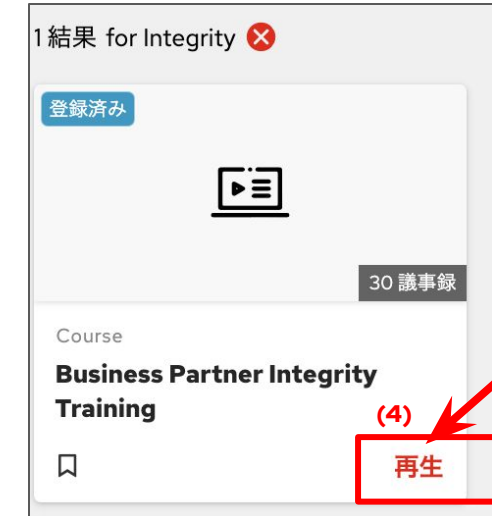 1 結果 for Integrity
登録済み
30 議事録
Course
Business Partner Integrity
Training
(4)
再生